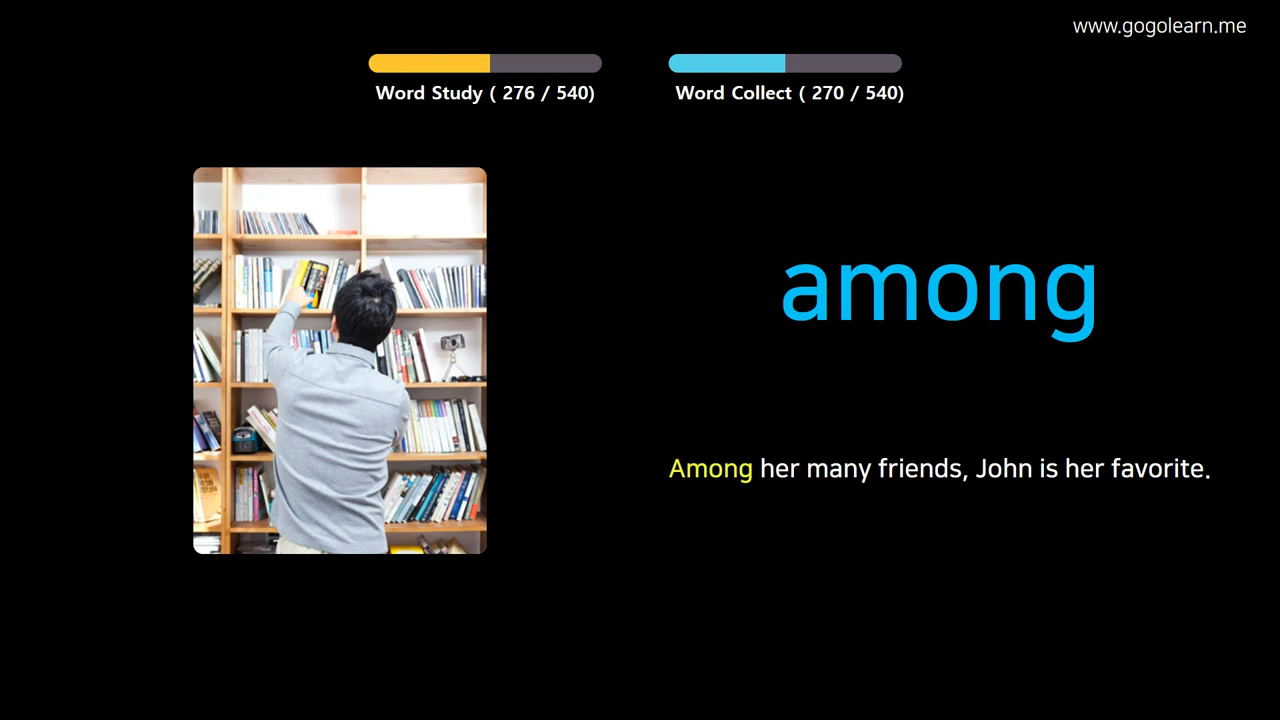 www.gogolearn.me
Word Study ( 276 / 540)
Word Collect ( 270 / 540)
among
Among her many friends, John is her favorite.